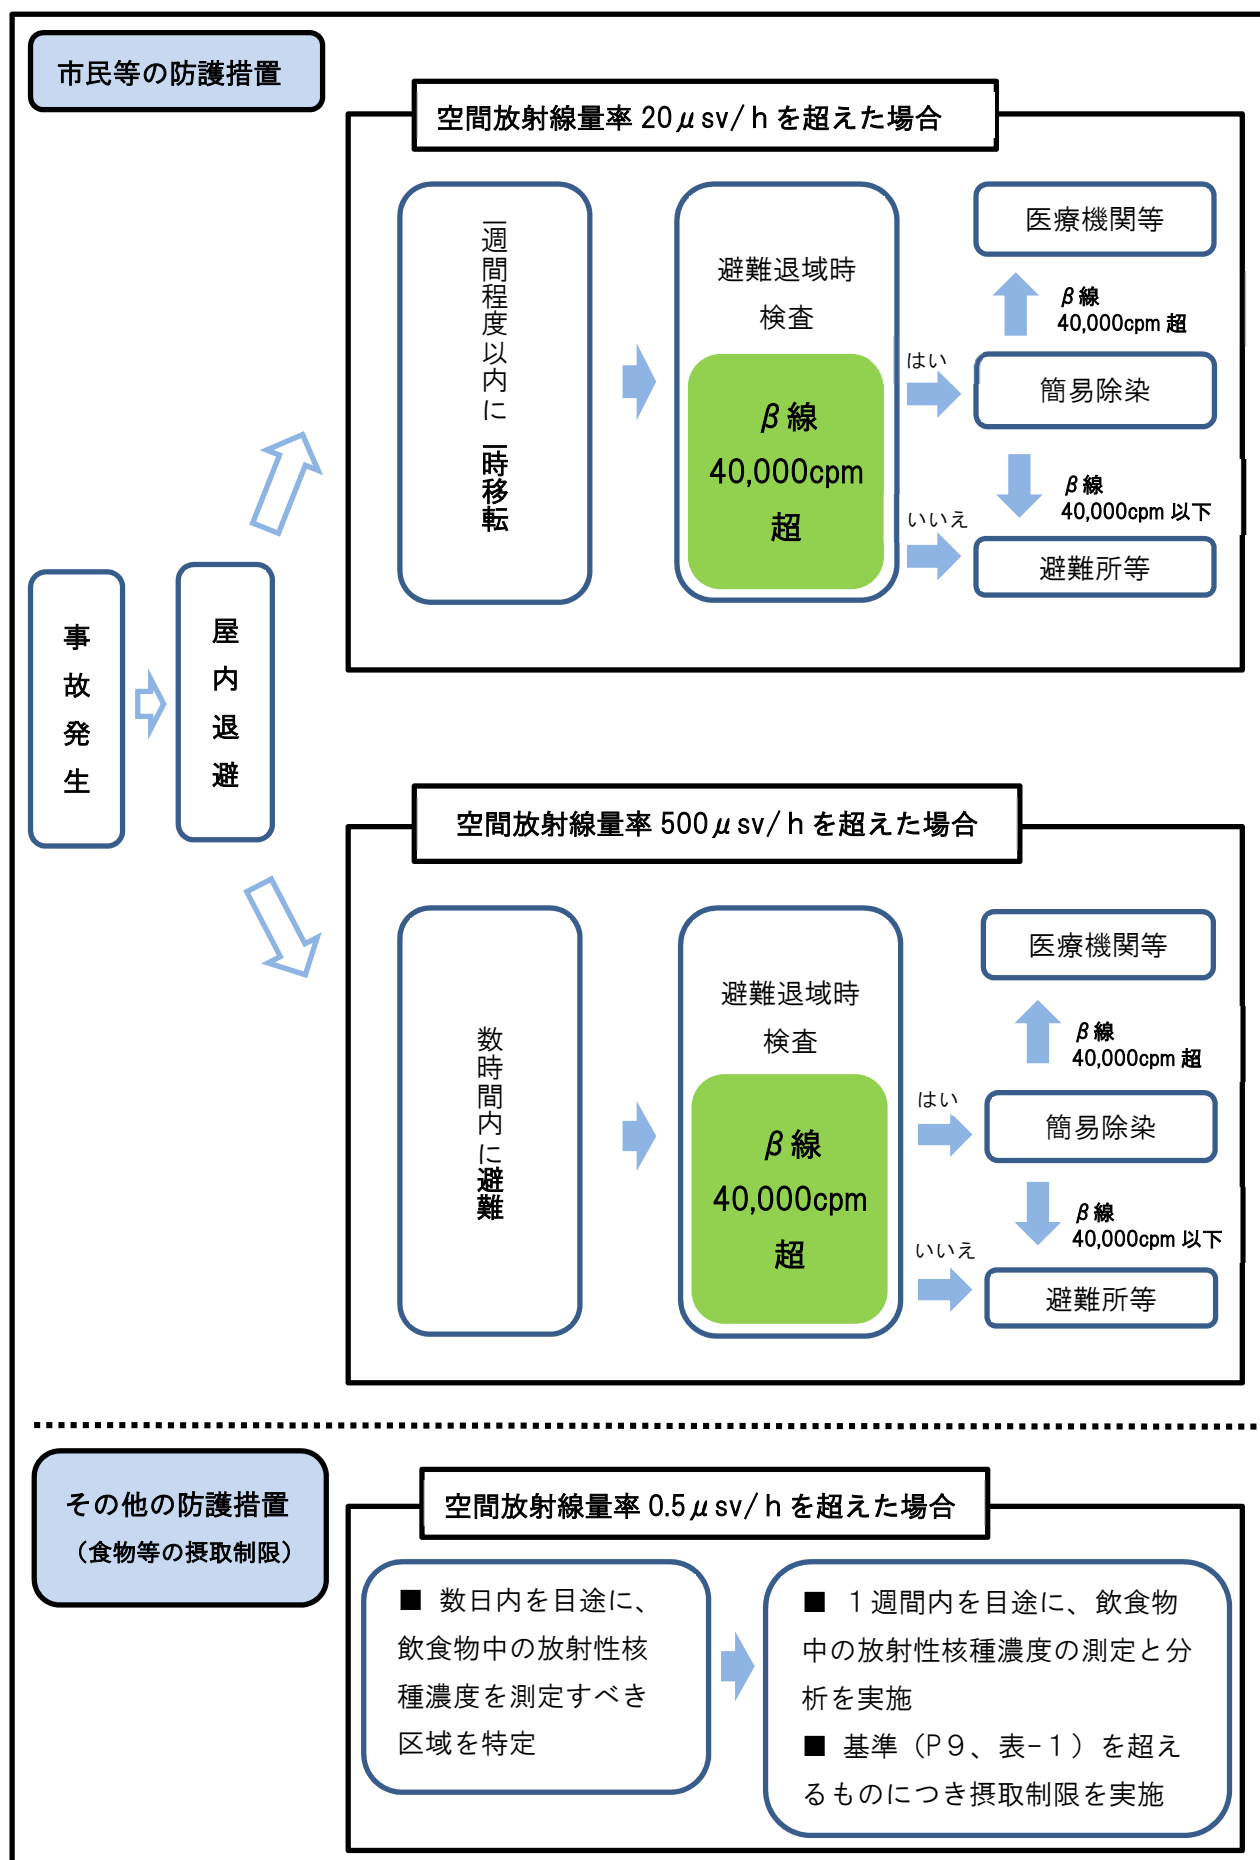 市民等の防護措置
空間放射線量率 20μsv/h を超えた場合
事故発生
屋内退避
一週間程度以内に 一時移転
避難退域時
検査
β線
40,000cpm
超
はい
いいえ
医療機関等
β線
40,000cpm 超
簡易除染
β線
40,000cpm 以下
避難所等
空間放射線量率 500μsv/h を超えた場合
数時間内に避難
避難退域時
検査
β線
40,000cpm
超
はい
いいえ
医療機関等
β線
40,000cpm 超
簡易除染
β線
40,000cpm 以下
避難所等
その他の防護措置
（食物等の摂取制限）
空間放射線量率 0.5μsv/h を超えた場合
■ 数日内を目途に、
飲食物中の放射性核
種濃度を測定すべき
区域を特定
■ １週間内を目途に、飲食物
中の放射性核種濃度の測定と分
析を実施
■ 基準（P９、表-１）を超え
るものにつき摂取制限を実施